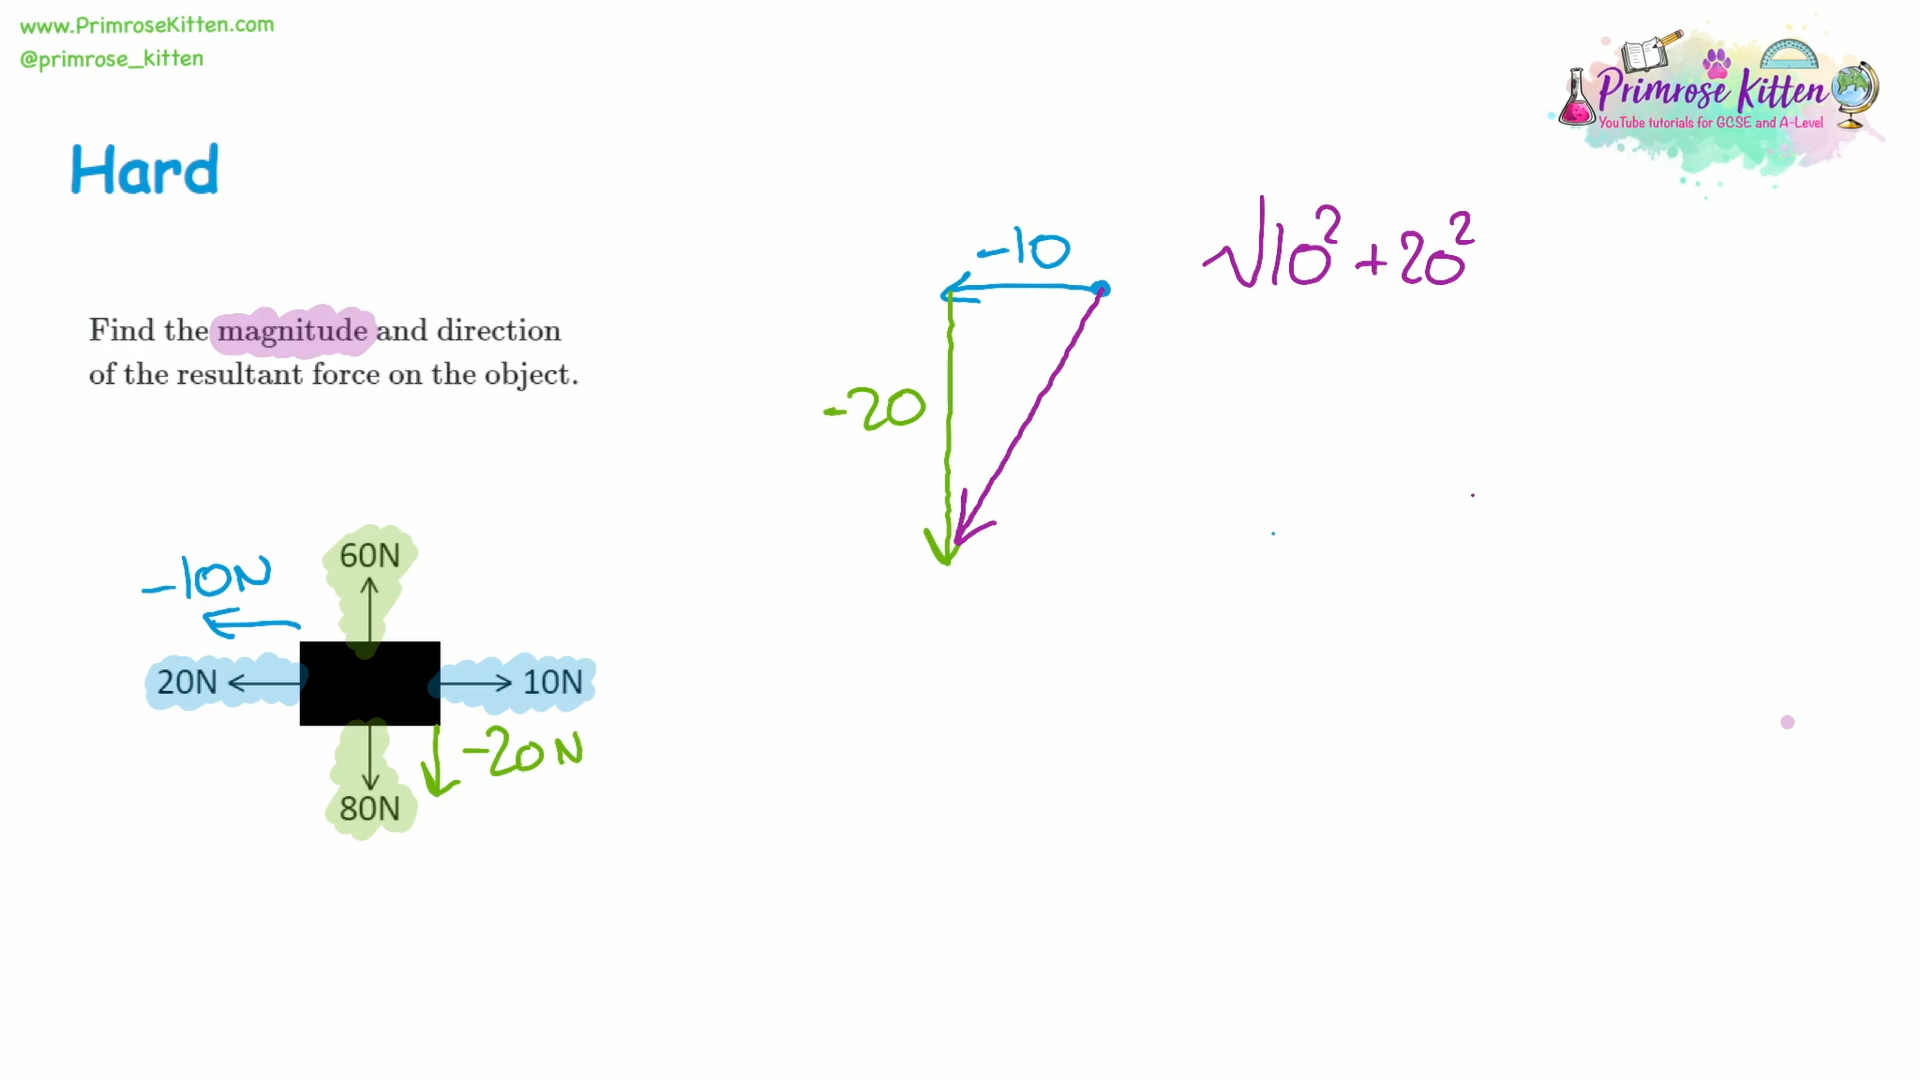 www.PrimroseKitten.com
@primrose_kitten
Primrose Kitten
YouTube tutorials for GCSE and A-Level
Hard
Find the magnitude and direction
of the resultant force on the object.
-10
√10² + 20²
-20
60N
-10N
20N
10N
-20N
80N